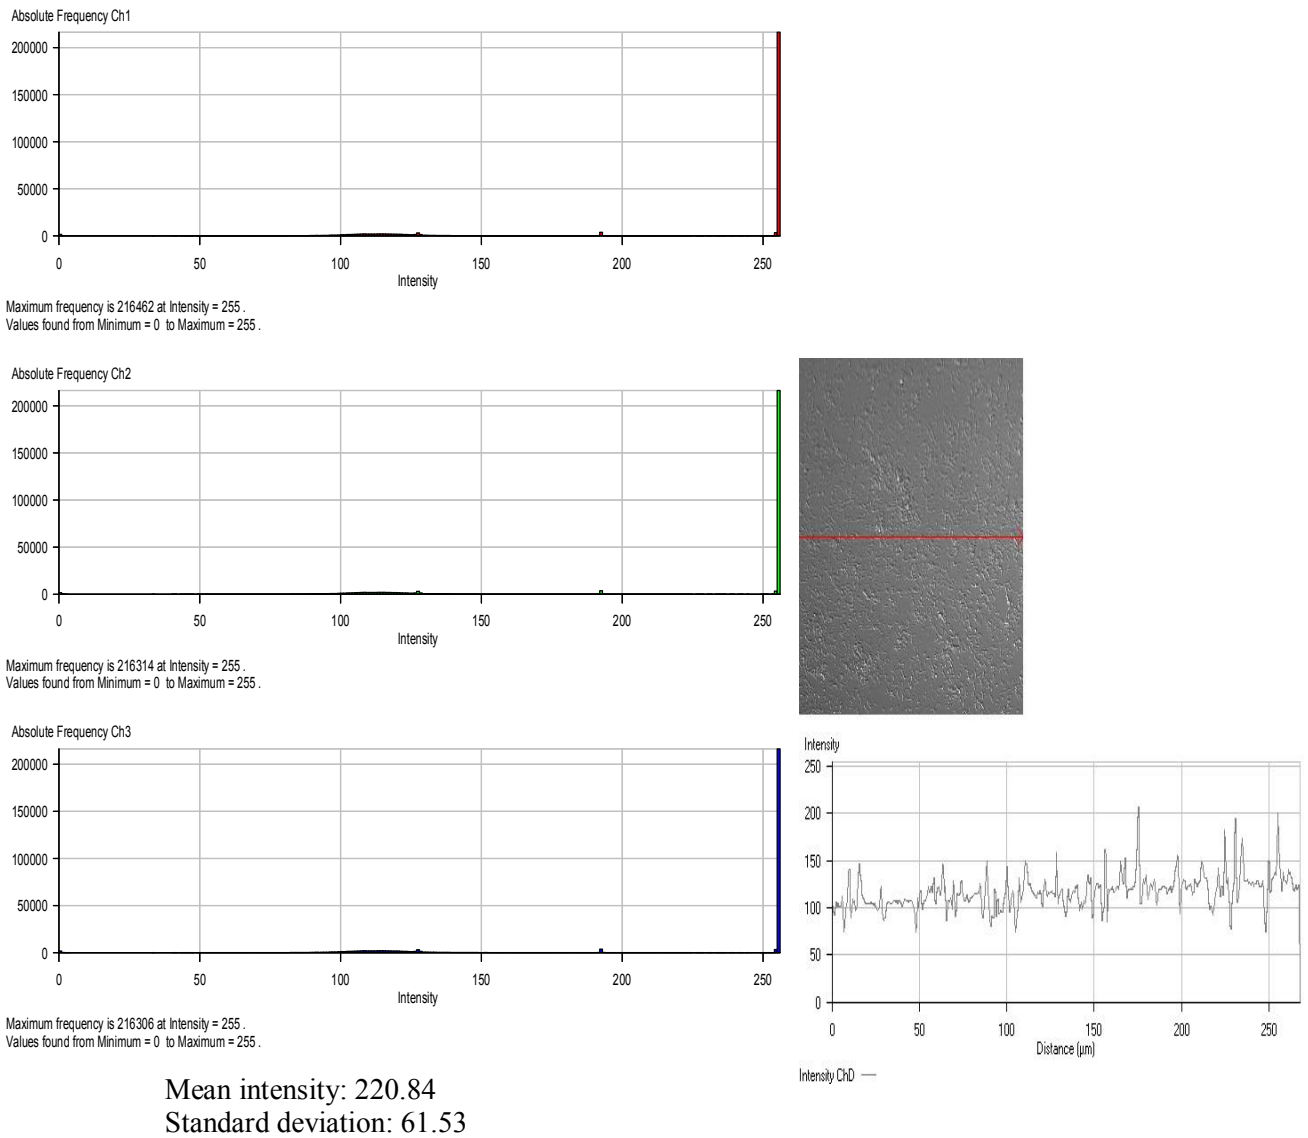 Absolute Frequency Ch1
200000
150000
100000
50000
0
0 50 100 150 200 250
Intensity
Maximum frequency is 216462 at Intensity = 255 .
Values found from Minimum = 0 to Maximum = 255 .
Absolute Frequency Ch2
200000
150000
100000
50000
0
0 50 100 150 200 250
Intensity
Maximum frequency is 216314 at Intensity = 255 .
Values found from Minimum = 0 to Maximum = 255 .
Absolute Frequency Ch3
200000
150000
100000
50000
0
0 50 100 150 200 250
Intensity
Maximum frequency is 216306 at Intensity = 255 .
Values found from Minimum = 0 to Maximum = 255 .
Intensity
250
200
150
100
50
0
0 50 100 150 200 250
Distance (µm)
Intensity ChD
Mean intensity: 220.84
Standard deviation: 61.53